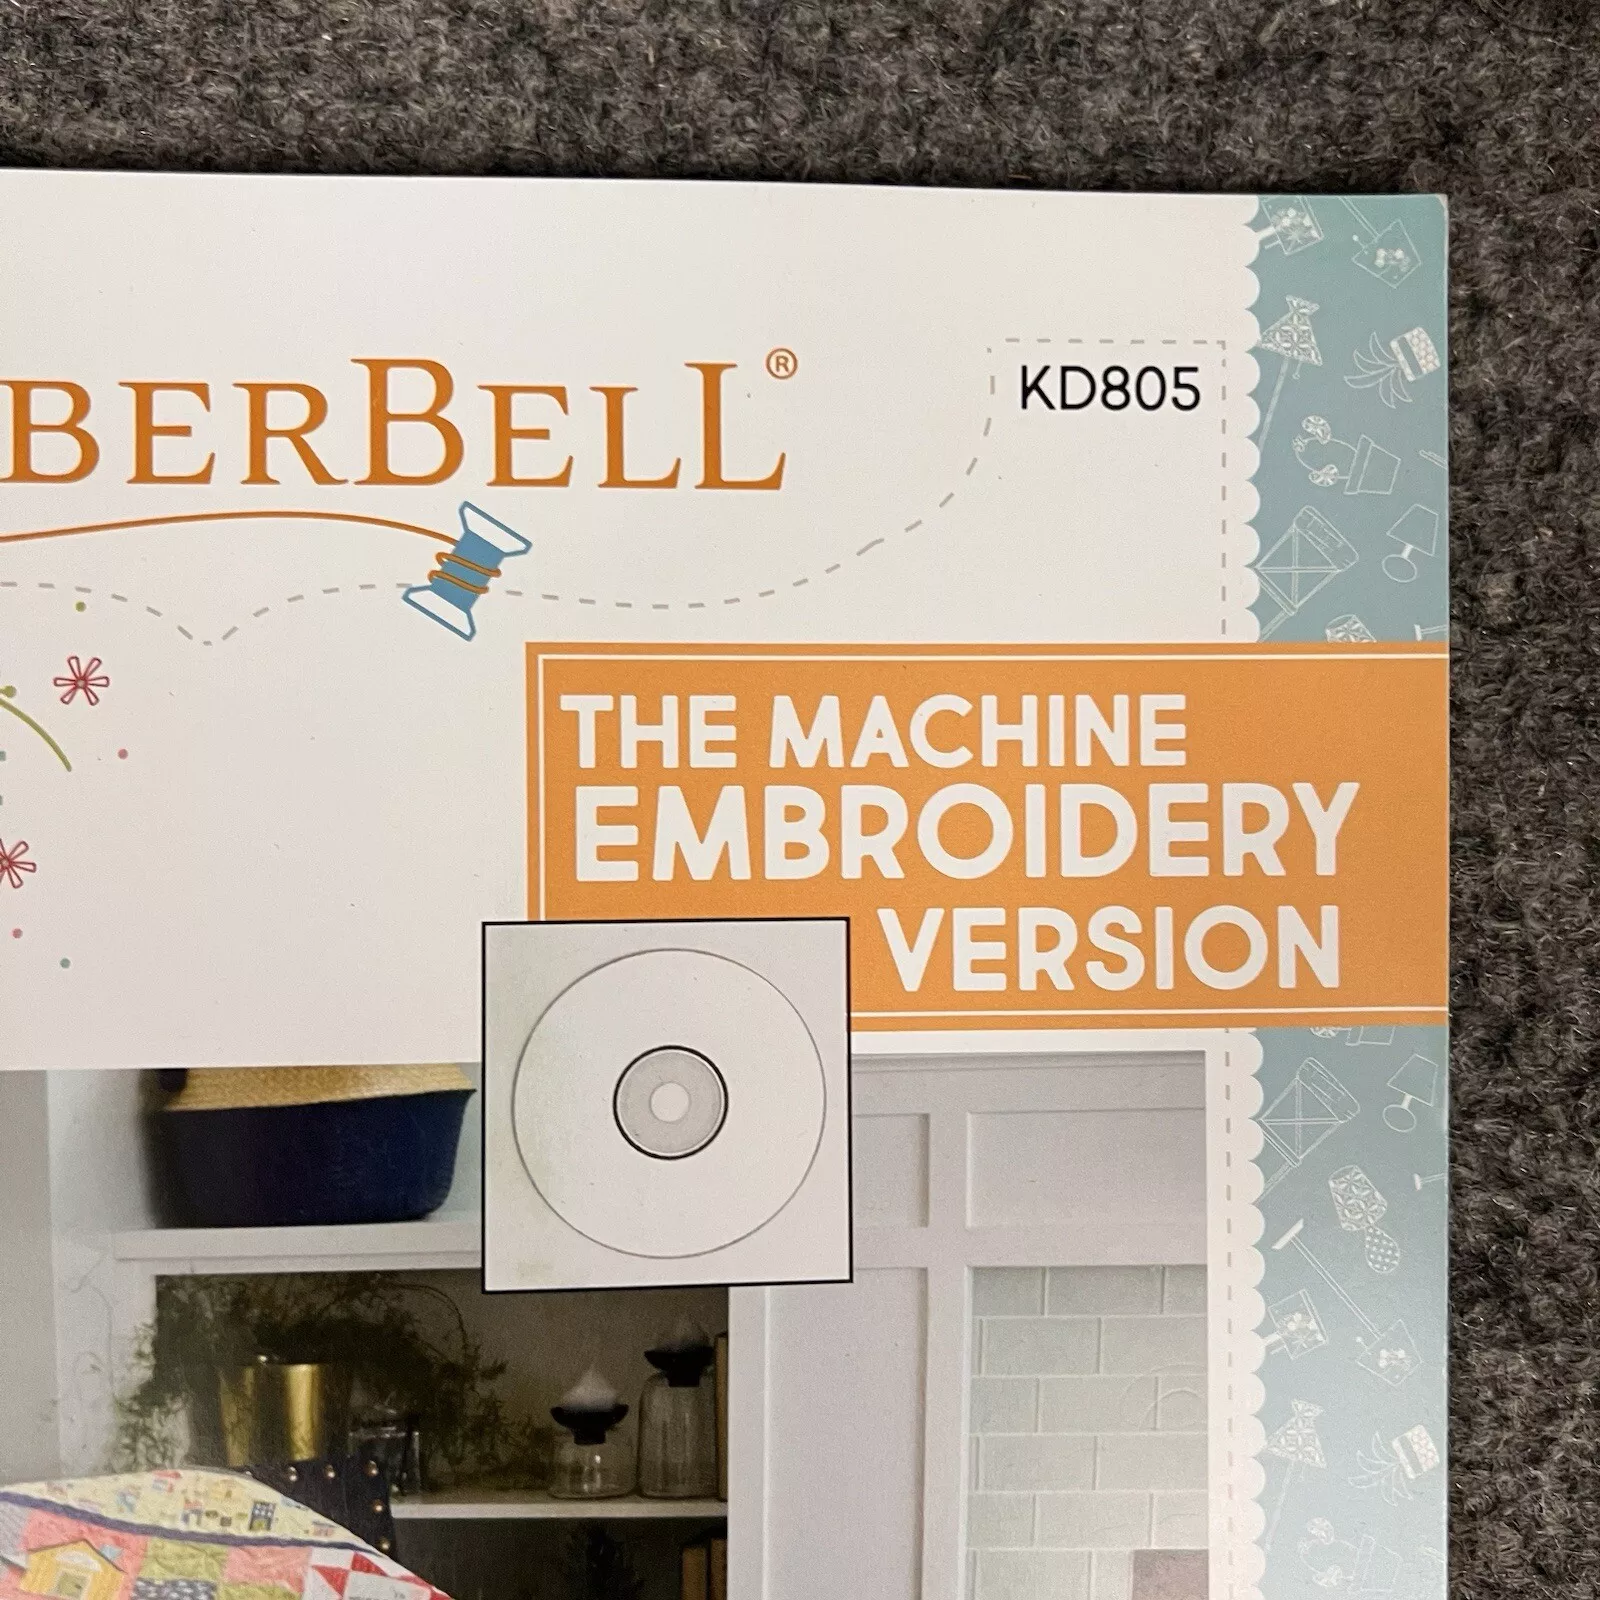 BERBELL®
KD805
THE MACHINE
EMBROIDERY
VERSION